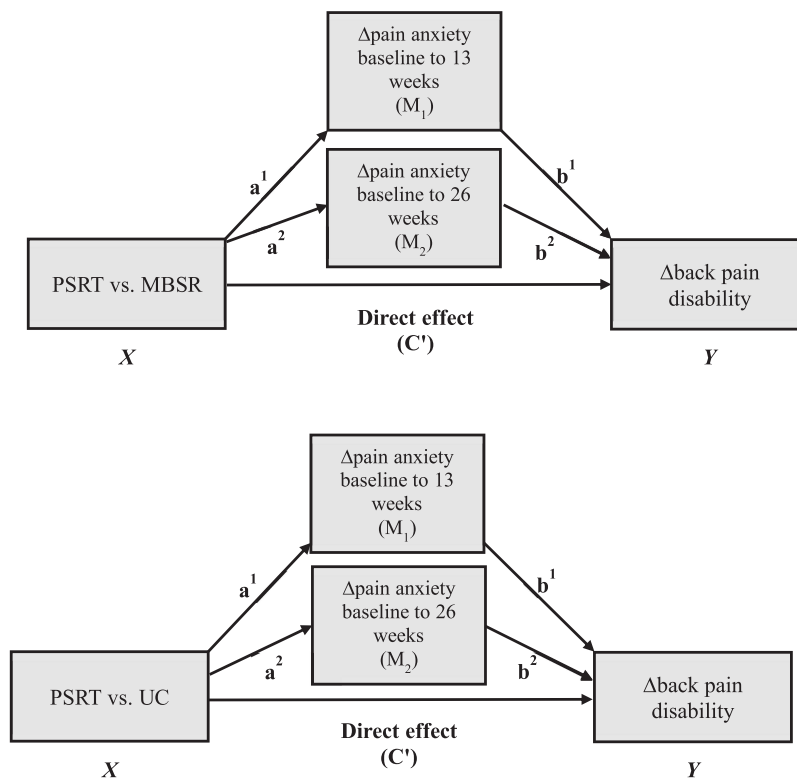 Δpain anxiety
baseline to 13
weeks
(M₁)
a¹
b¹
Δpain anxiety
baseline to 26
weeks
(M₂)
a²
b²
PSRT vs. MBSR
Δback pain
disability
Direct effect
(C')
X
Y
Δpain anxiety
baseline to 13
weeks
(M₁)
a¹
b¹
Δpain anxiety
baseline to 26
weeks
(M₂)
a²
b²
PSRT vs. UC
Δback pain
disability
Direct effect
(C')
X
Y